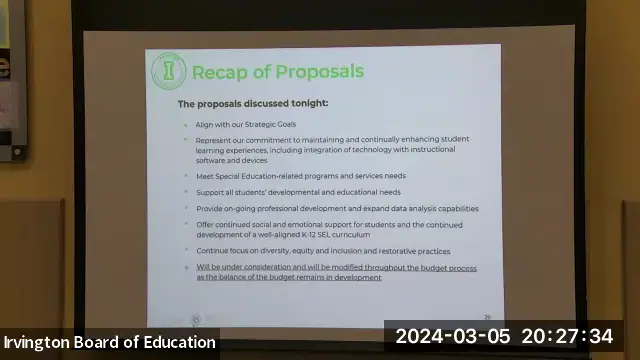 I
Recap of Proposals
The proposals discussed tonight:
Align with our Strategic Goals
Represent our commitment to maintaining and continually enhancing student
learning experiences, including integration of technology with instructional
software and devices
Meet Special Education-related programs and services needs
Support all students' developmental and educational needs
Provide on-going professional development and expand data analysis capabilities
Offer continued social and emotional support for students and the continued
development of a well-aligned K-12 SEL curriculum
Continue focus on diversity, equity and inclusion and restorative practices
Will be under consideration and will be modified throughout the budget process
as the balance of the budget remains in development
Irvington Board of Education
2024-03-05 20:27:34